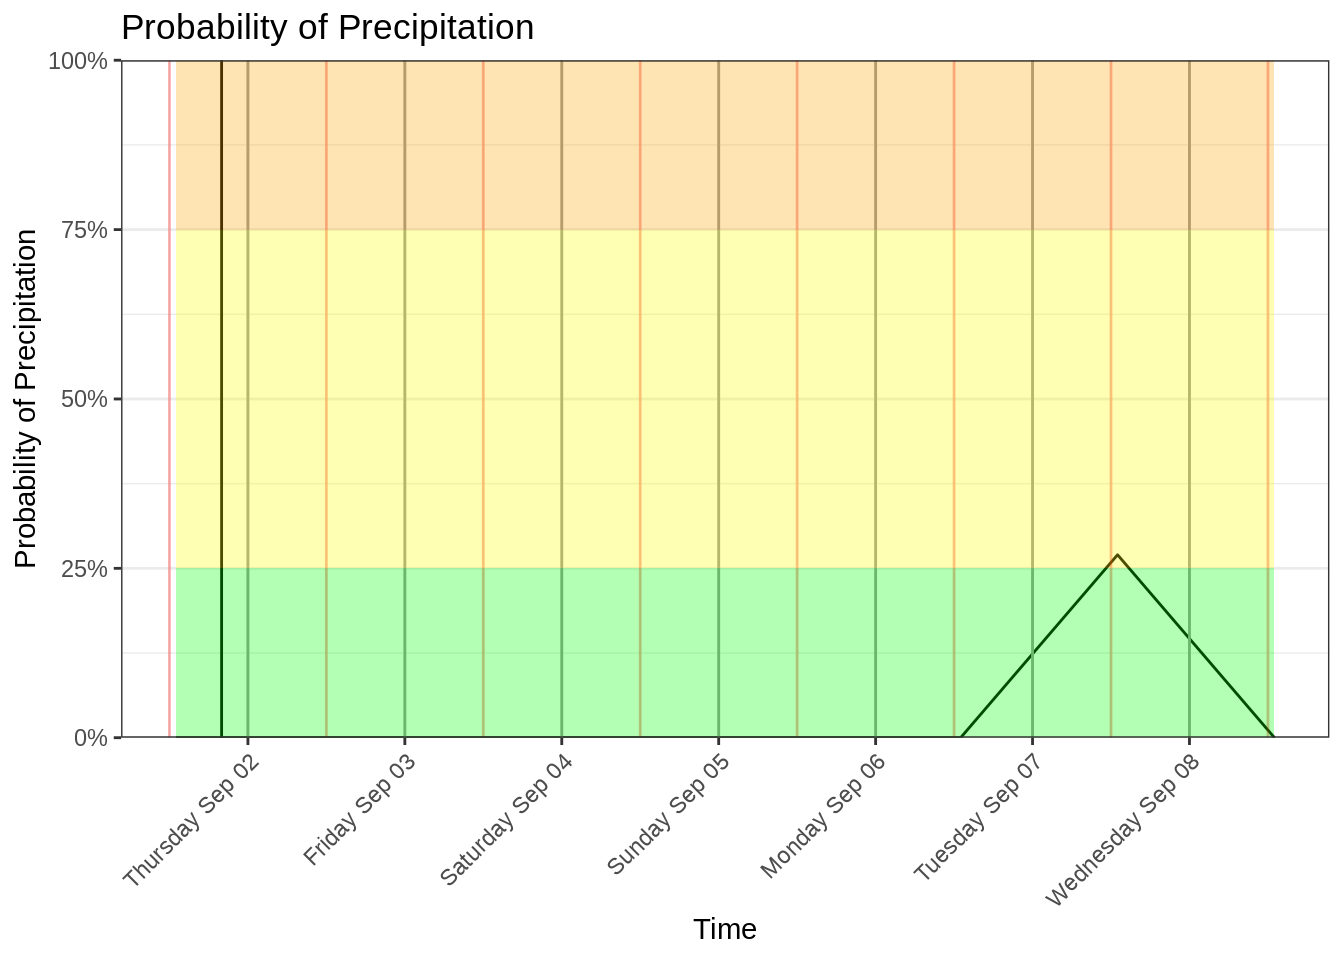 Probability of Precipitation
Probability of Precipitation
100%
75%
50%
25%
0%
Thursday Sep 02
Friday Sep 03
Saturday Sep 04
Sunday Sep 05
Monday Sep 06
Tuesday Sep 07
Wednesday Sep 08
Time